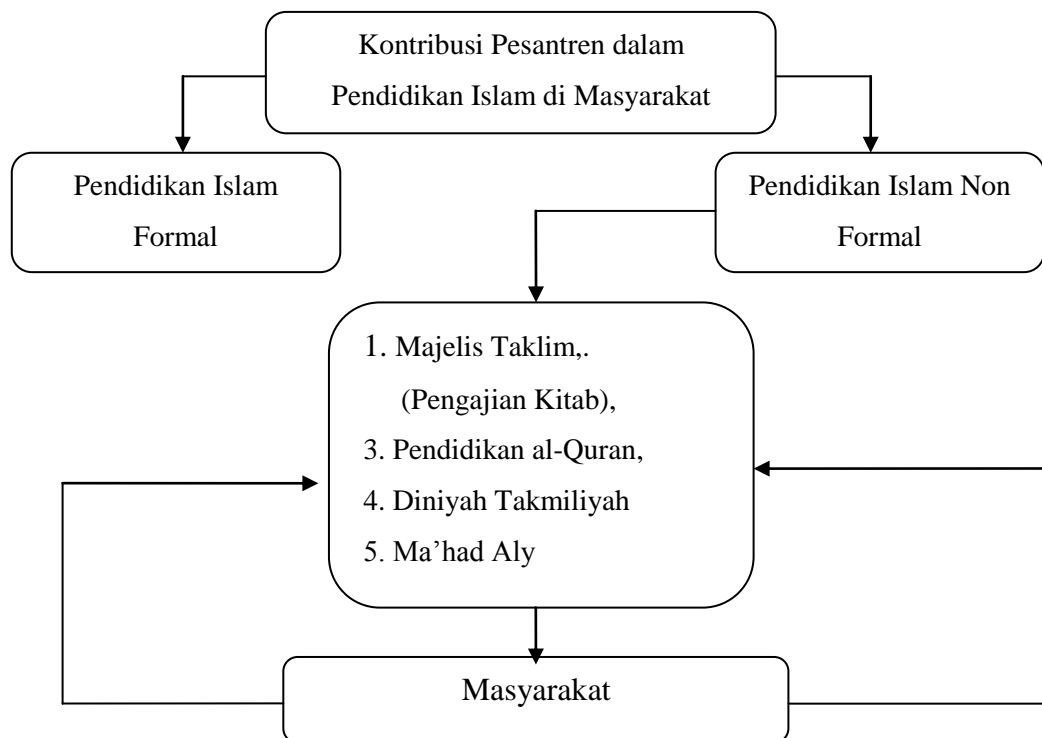 Kontribusi Pesantren dalam
Pendidikan Islam di Masyarakat
Pendidikan Islam
Formal
Pendidikan Islam Non
Formal
1. Majelis Taklim,.
(Pengajian Kitab),
3. Pendidikan al-Quran,
4. Diniyah Takmiliyah
5. Ma’had Aly
Masyarakat